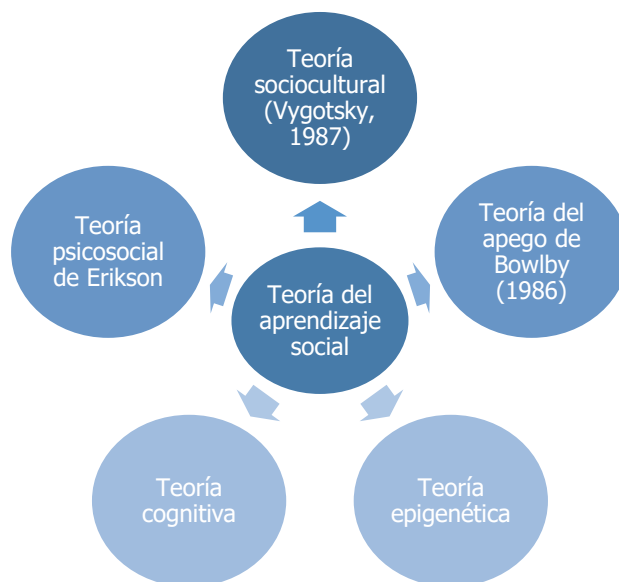 Teoría
sociocultural
(Vygotsky,
1987)
Teoría
psicosocial
de Erikson
Teoría del
apego de
Bowlby
(1986)
Teoría del
aprendizaje
social
Teoría
cognitiva
Teoría
epigenética